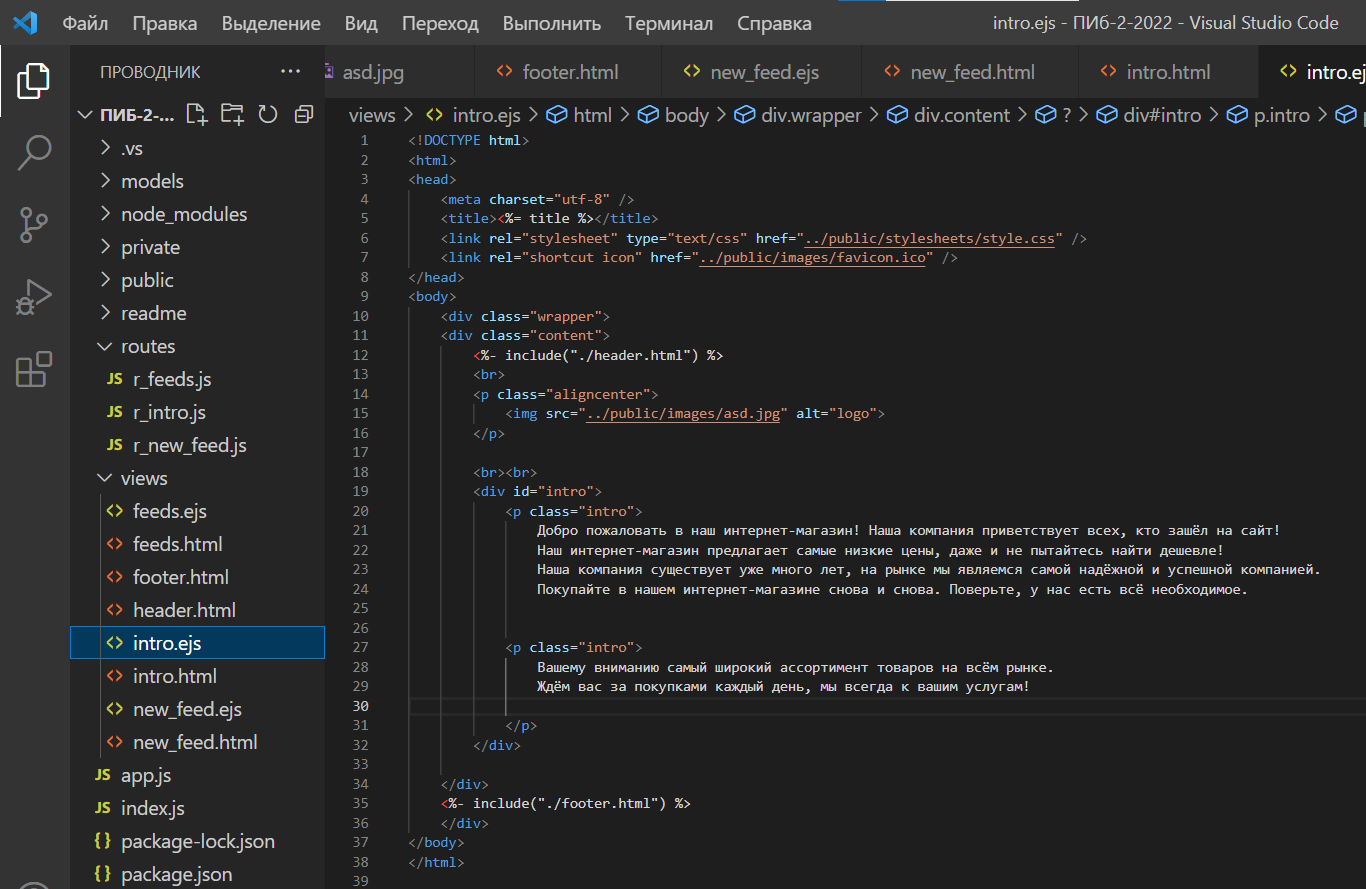 Файл Правка Выделение Вид Переход Выполнить Терминал Справка intro.ejs - ПИБ-2-2022 - Visual Studio Code
ПРОВОДНИК ···
asd.jpg footer.html new_feed.ejs new_feed.html intro.html intro.ej
ПИБ-2-...
views > intro.ejs > html > body > div.wrapper > div.content > ? > div#intro > p.intro >
.vs
models
node_modules
private
public
readme
routes
JS r_feeds.js
JS r_intro.js
JS r_new_feed.js
views
feeds.ejs
feeds.html
footer.html
header.html
intro.ejs
intro.html
new_feed.ejs
new_feed.html
JS app.js
JS index.js
{} package-lock.json
{} package.json
1 <!DOCTYPE html>
2 <html>
3 <head>
4 <meta charset="utf-8" />
5 <title><%= title %></title>
6 <link rel="stylesheet" type="text/css" href="../public/stylesheets/style.css" />
7 <link rel="shortcut icon" href="../public/images/favicon.ico" />
8 </head>
9 <body>
10 <div class="wrapper">
11 <div class="content">
12 <%- include("./header.html") %>
13 <br>
14 <p class="aligncenter">
15 <img src="../public/images/asd.jpg" alt="logo">
16 </p>
17
18 <br><br>
19 <div id="intro">
20 <p class="intro">
21 Добро пожаловать в наш интернет-магазин! Наша компания приветствует всех, кто зашёл на сайт!
22 Наш интернет-магазин предлагает самые низкие цены, даже и не пытайтесь найти дешевле!
23 Наша компания существует уже много лет, на рынке мы являемся самой надёжной и успешной компанией.
24 Покупайте в нашем интернет-магазине снова и снова. Поверьте, у нас есть всё необходимое.
25
26
27 <p class="intro">
28 Вашему вниманию самый широкий ассортимент товаров на всём рынке.
29 Ждём вас за покупками каждый день, мы всегда к вашим услугам!
30
31 </p>
32 </div>
33
34 </div>
35 <%- include("./footer.html") %>
36 </div>
37 </body>
38 </html>
39